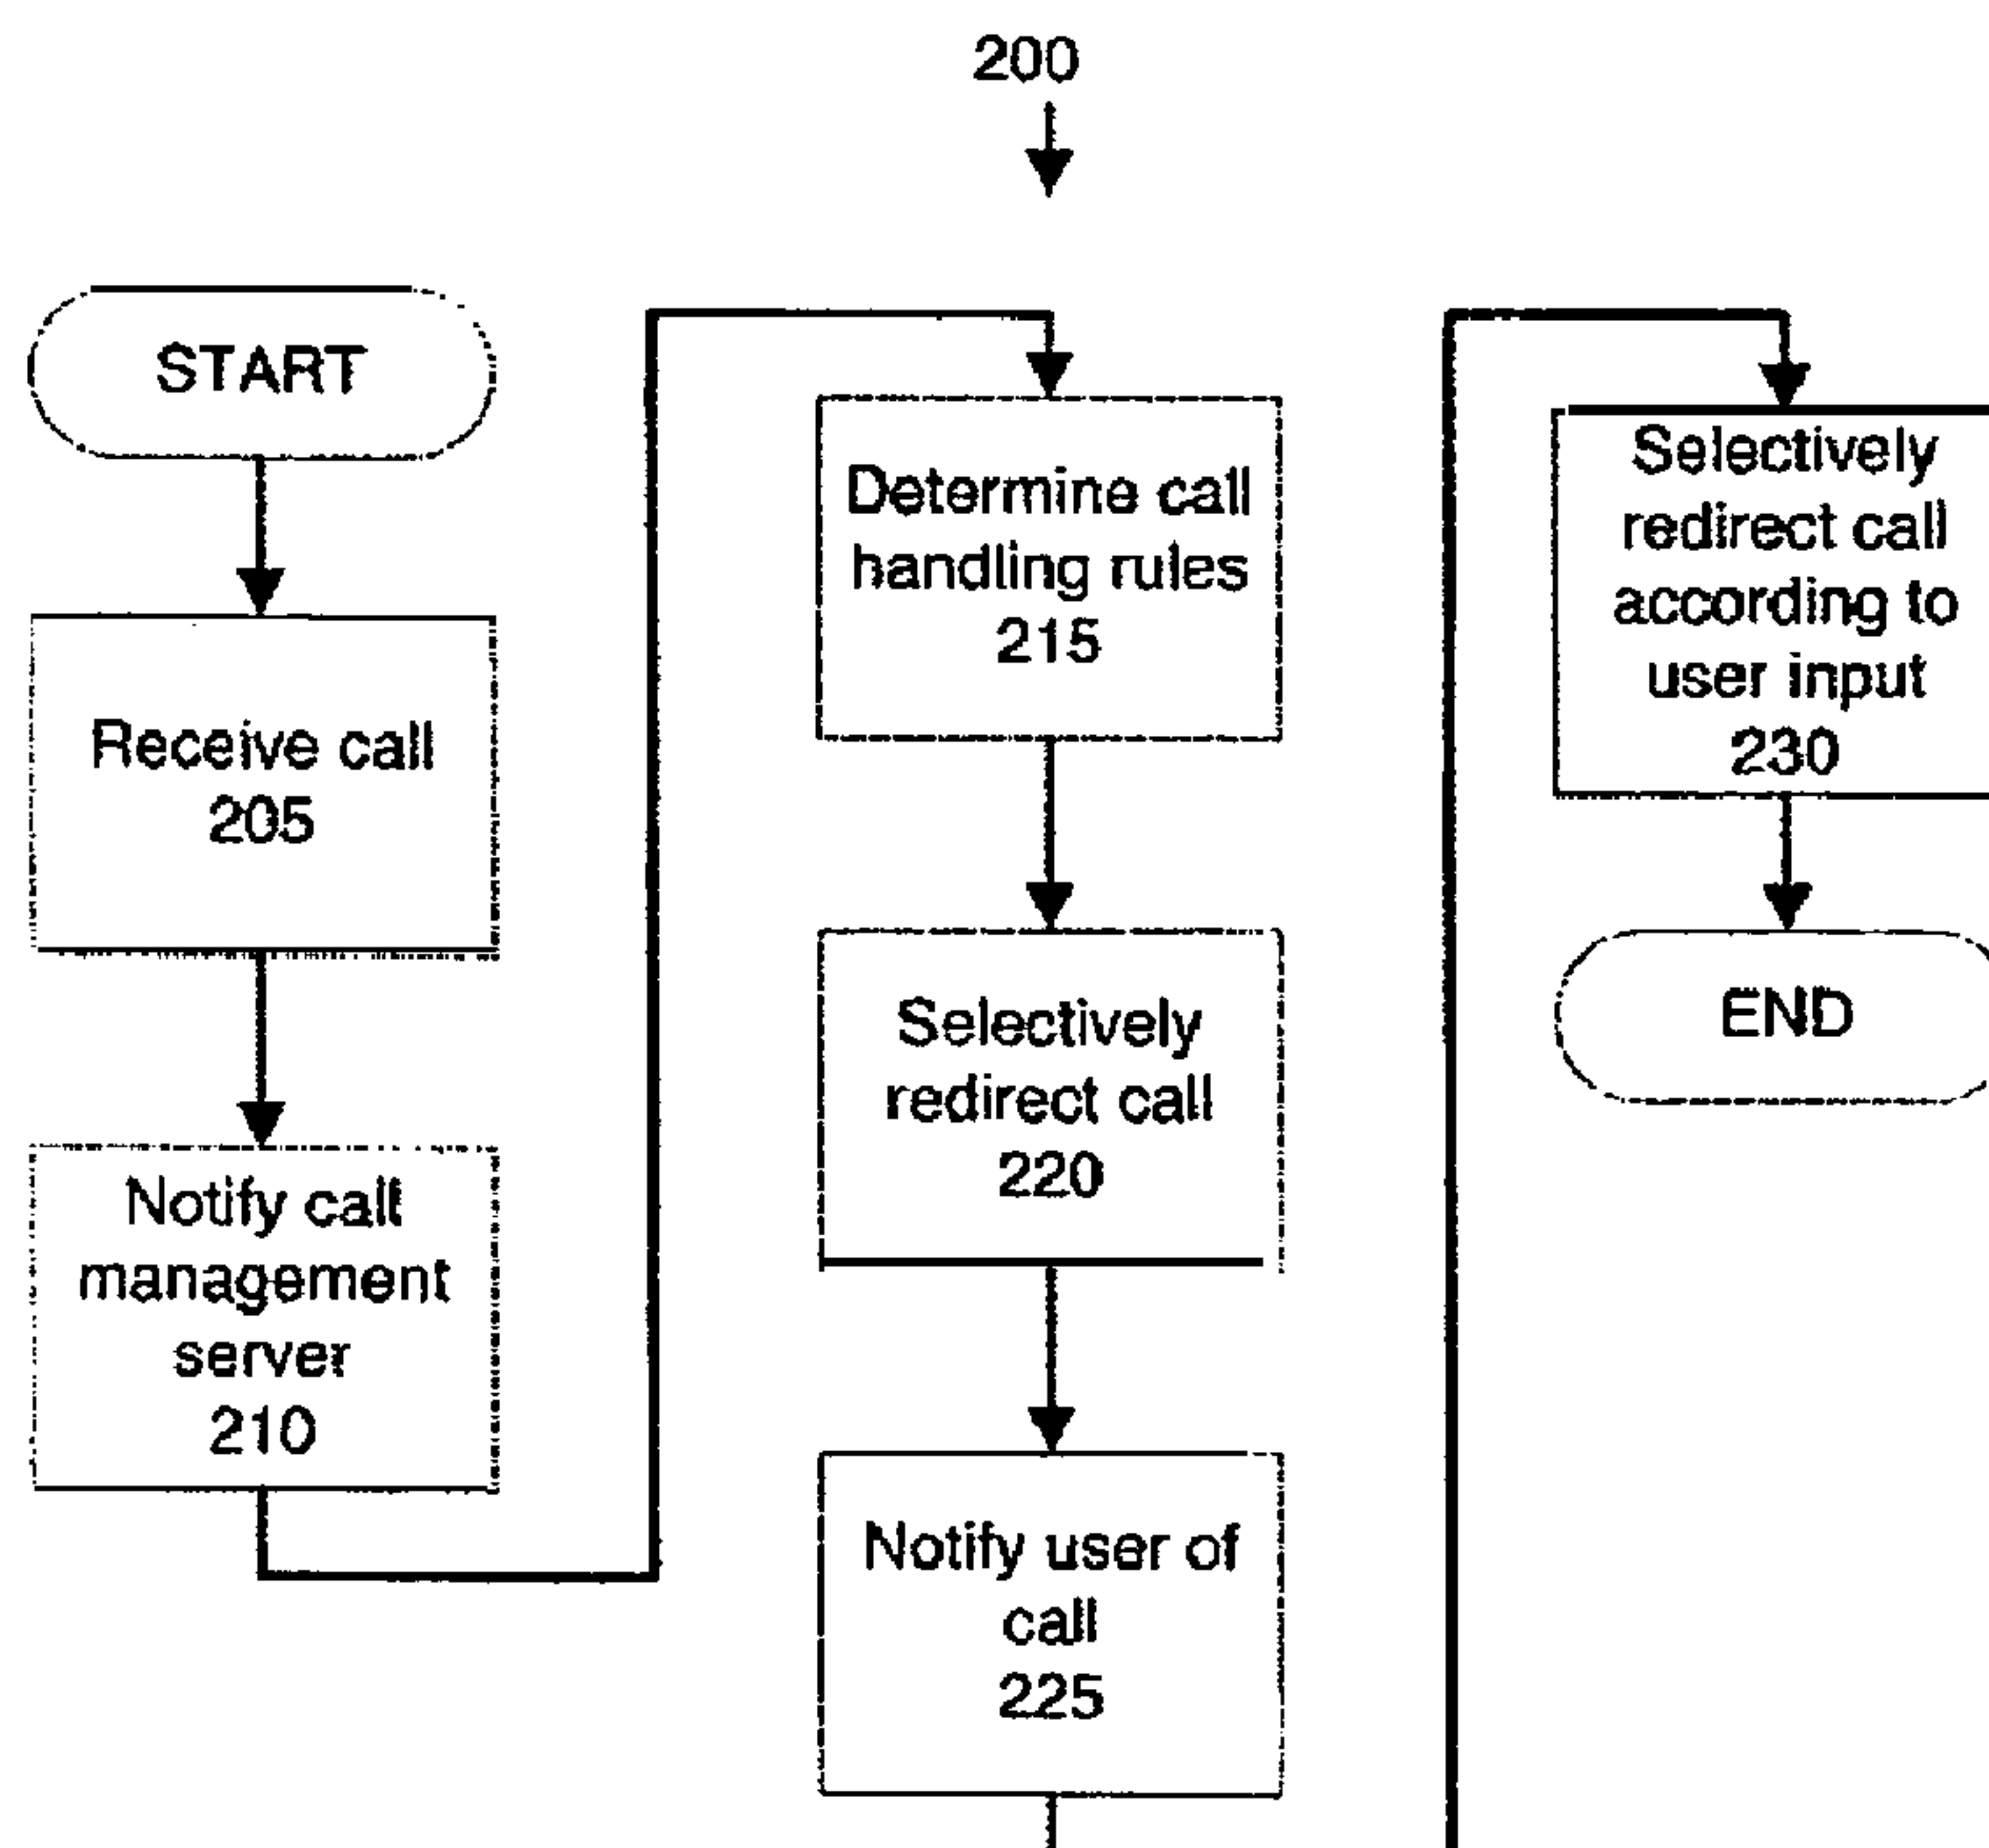 200
START
Receive call
205
Notify call
management
server
210
Determine call
handling rules
215
Selectively
redirect call
220
Notify user of
call
225
Selectively
redirect call
according to
user input
230
END